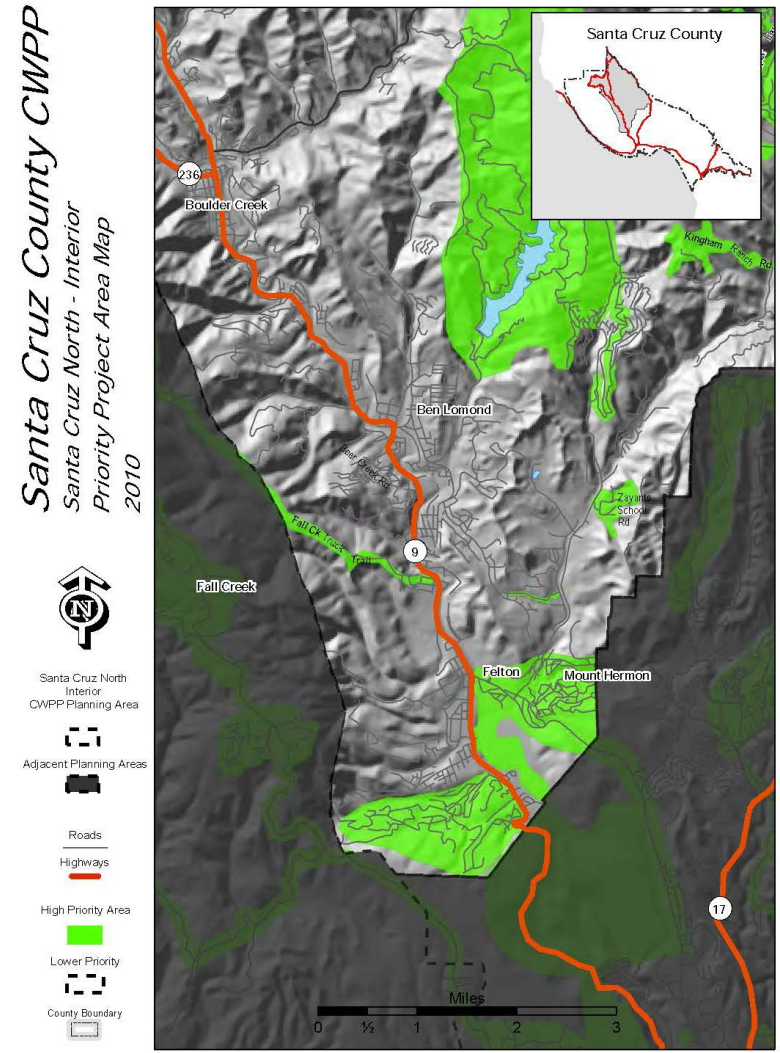 Santa Cruz County CWPP
Santa Cruz North - Interior
Priority Project Area Map
2010
N
Santa Cruz North
Interior
CWPP Planning Area
Adjacent Planning Areas
Roads
Highways
High Priority Area
Lower Priority
County Boundary
Santa Cruz County
236
Boulder Creek
Kingham Ranch Rd
Ben Lomond
Bear Creek Rd
Zayante
School
Rd
Fall Ck Truck Trail
9
Fall Creek
Felton
Mount Hermon
17
Miles
0 ½ 1 2 3